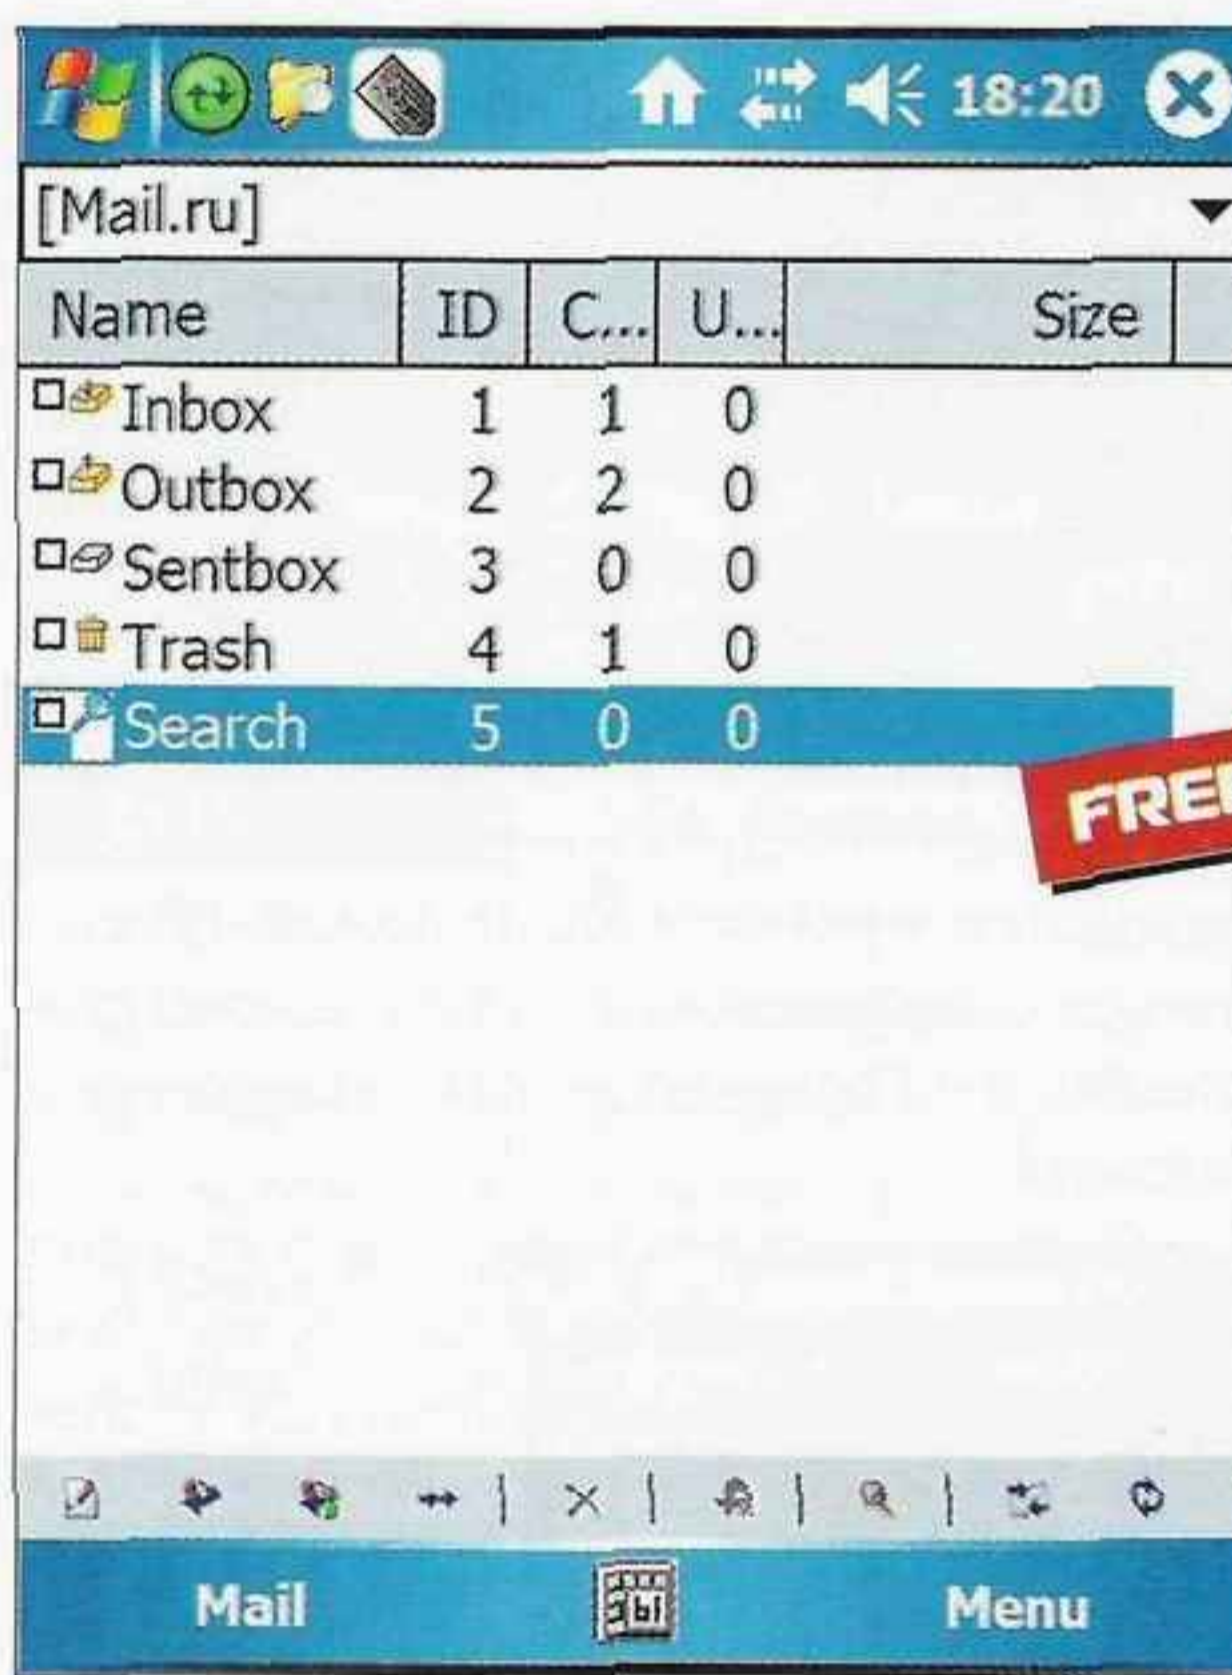 18:20
[Mail.ru]
Name ID C... U... Size
Inbox 1 1 0
Outbox 2 2 0
Sentbox 3 0 0
Trash 4 1 0
Search 5 0 0
Mail Menu